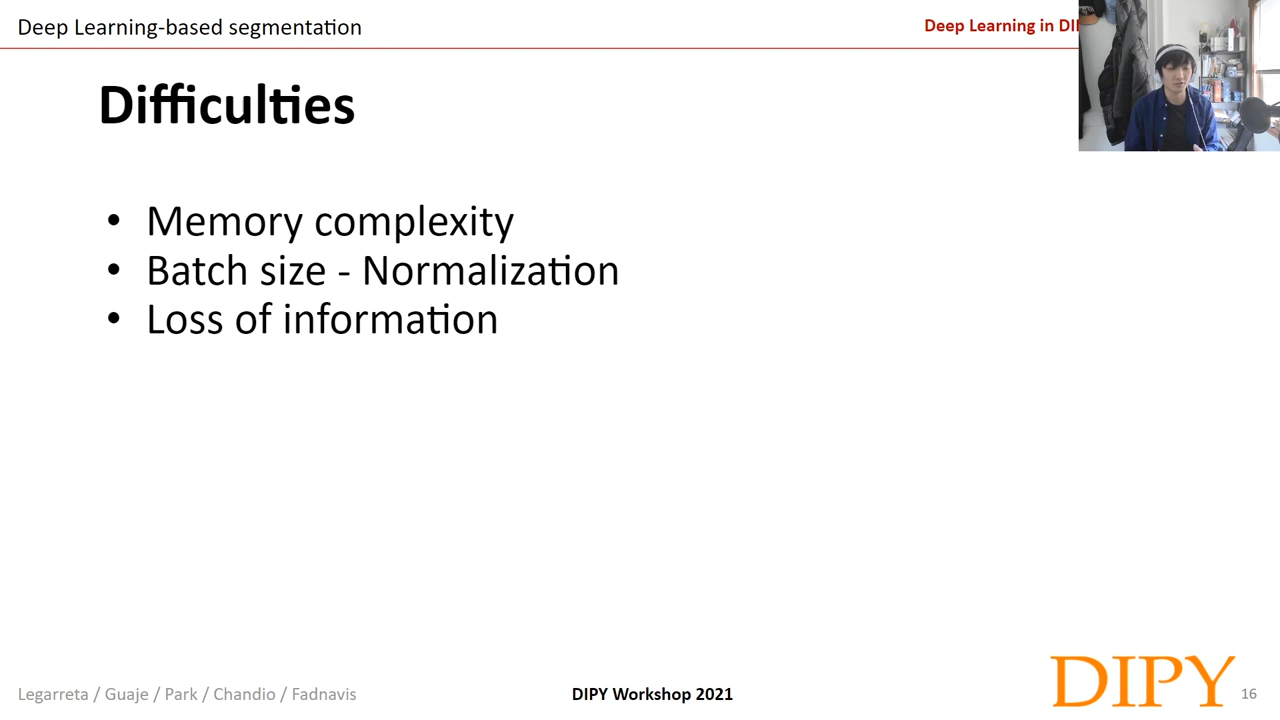 Deep Learning-based segmentation
Deep Learning in
Difficulties
• Memory complexity
• Batch size - Normalization
• Loss of information
Legarreta / Guaje / Park / Chandio / Fadnavis
DIPY Workshop 2021
DIPY
16